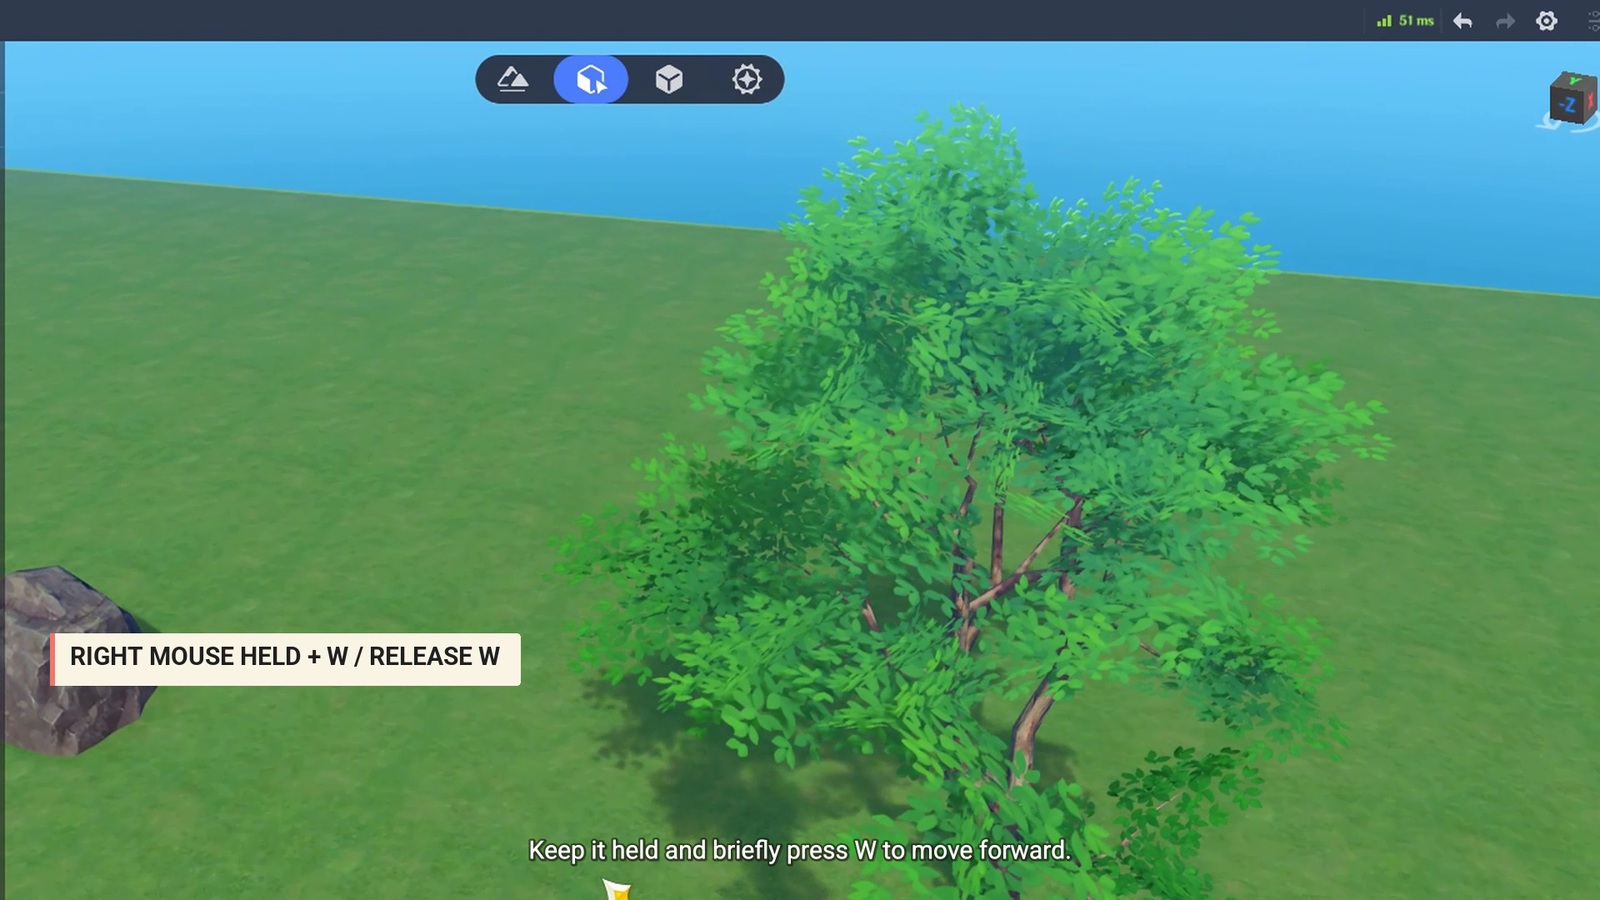 51 ms
Y
-Z
X
RIGHT MOUSE HELD + W / RELEASE W
Keep it held and briefly press W to move forward.